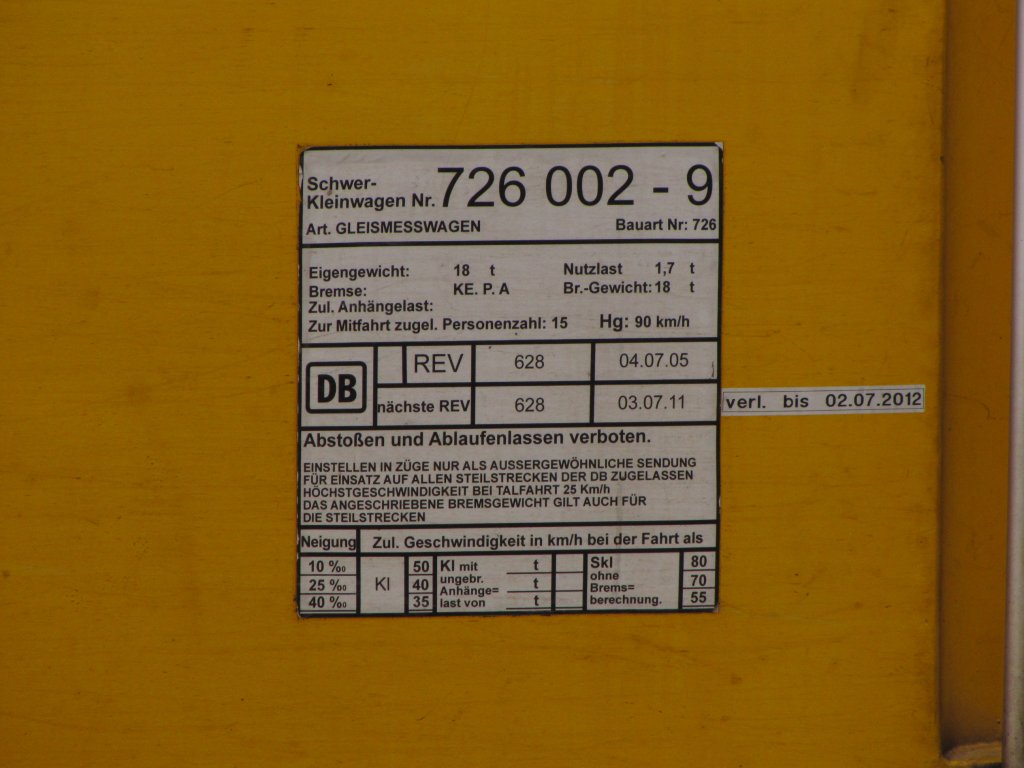 Schwer-
Kleinwagen Nr. 726 002 - 9
Art. GLEISMESSWAGEN Bauart Nr: 726
Eigengewicht: 18 t Nutzlast 1,7 t
Bremse: KE. P. A Br.-Gewicht: 18 t
Zul. Anhängelast:
Zur Mitfahrt zugel. Personenzahl: 15 Hg: 90 km/h
DB
REV 628 04.07.05
nächste REV 628 03.07.11
verl. bis 02.07.2012
Abstoßen und Ablaufenlassen verboten.
EINSTELLEN IN ZÜGE NUR ALS AUSSERGEWÖHNLICHE SENDUNG
FÜR EINSATZ AUF ALLEN STEILSTRECKEN DER DB ZUGELASSEN
HÖCHSTGESCHWINDIGKEIT BEI TALFAHRT 25 Km/h
DAS ANGESCHRIEBENE BREMSGEWICHT GILT AUCH FÜR
DIE STEILSTRECKEN
Neigung Zul. Geschwindigkeit in km/h bei der Fahrt als
10 ‰ 50
25 ‰ 40
40 ‰ 35
Kl
Kl mit t
ungebr. t
Anhänge=
last von t
Skl
ohne
Brems=
berechnung.
80
70
55